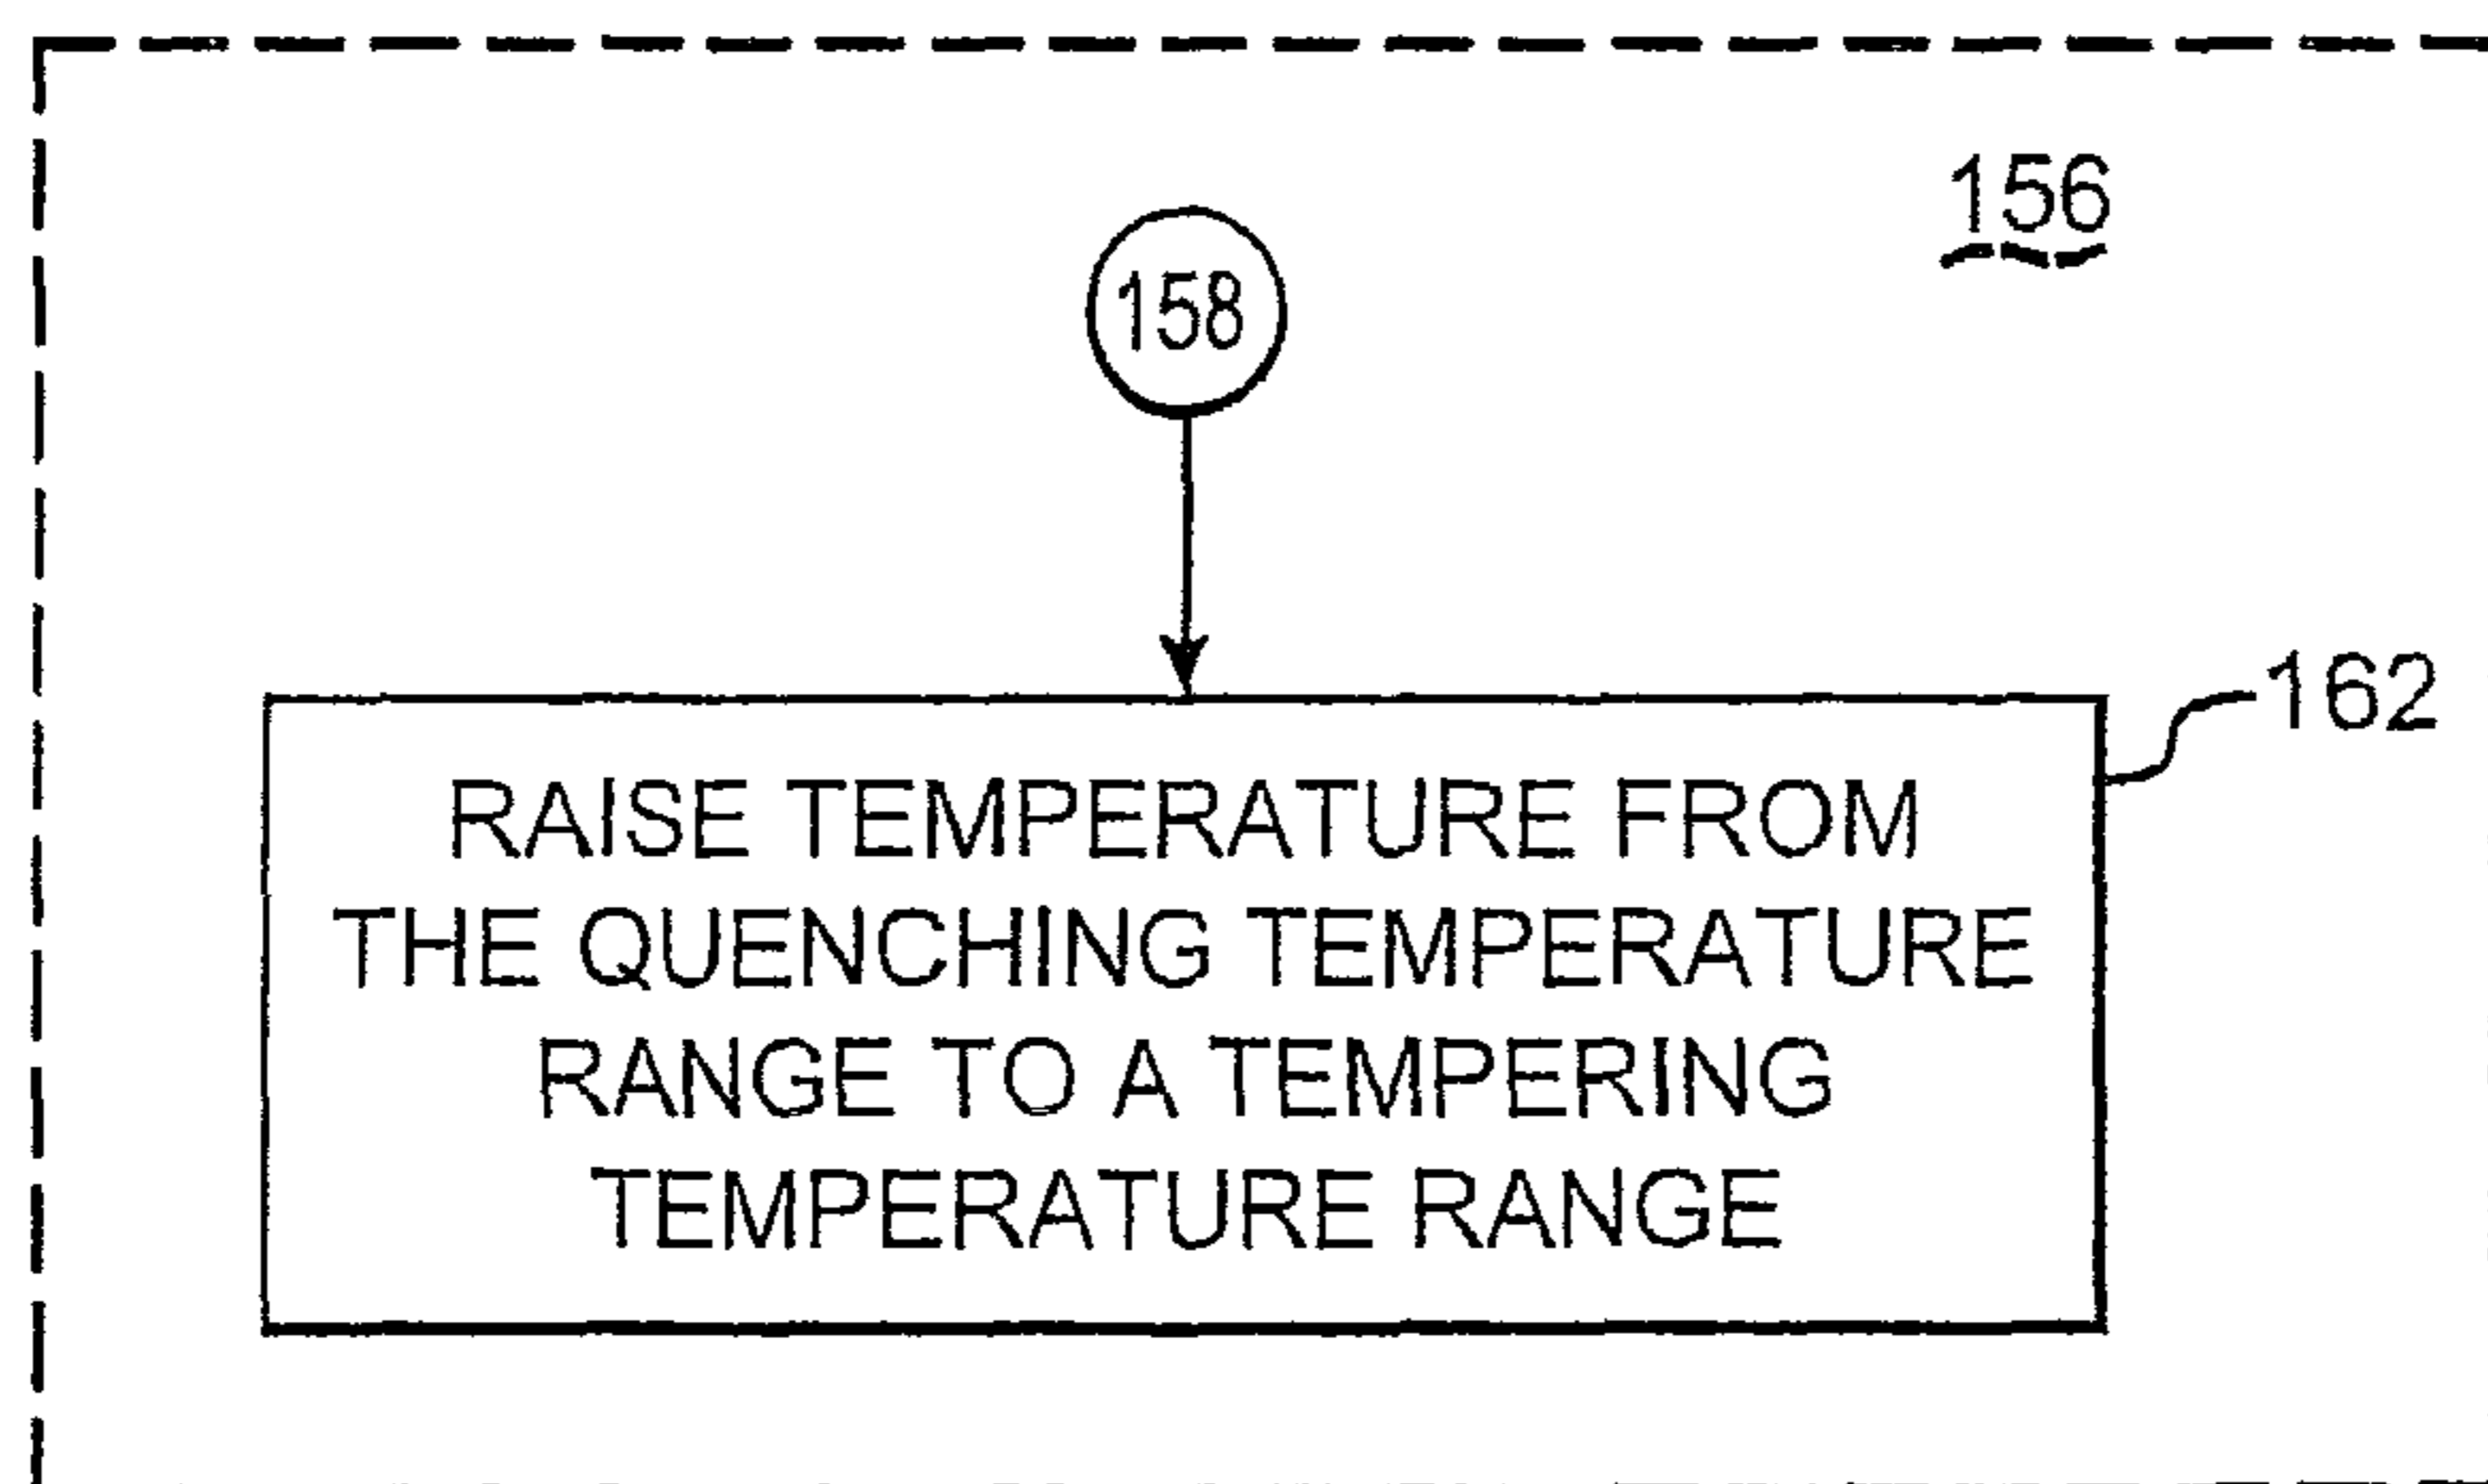 156
158
162
RAISE TEMPERATURE FROM
THE QUENCHING TEMPERATURE
RANGE TO A TEMPERING
TEMPERATURE RANGE